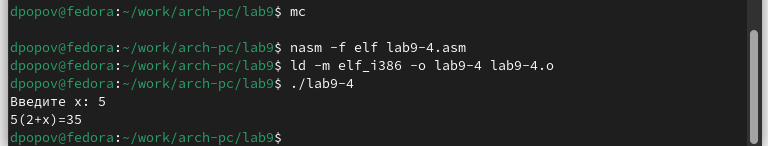 dpopov@fedora:~/work/arch-pc/lab9$ mc
dpopov@fedora:~/work/arch-pc/lab9$ nasm -f elf lab9-4.asm
dpopov@fedora:~/work/arch-pc/lab9$ ld -m elf_i386 -o lab9-4 lab9-4.o
dpopov@fedora:~/work/arch-pc/lab9$ ./lab9-4
Введите x: 5
5(2+x)=35
dpopov@fedora:~/work/arch-pc/lab9$